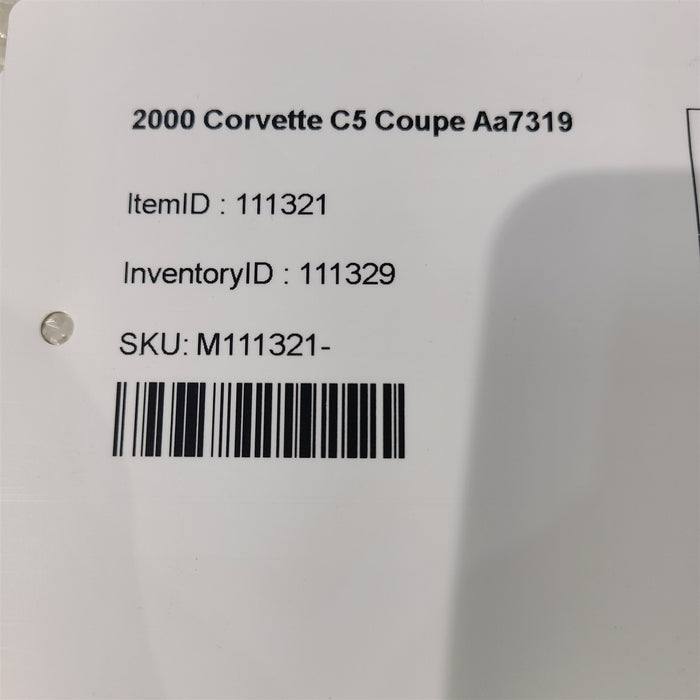 2000 Corvette C5 Coupe Aa7319
ItemID : 111321
InventoryID : 111329
SKU: M111321-